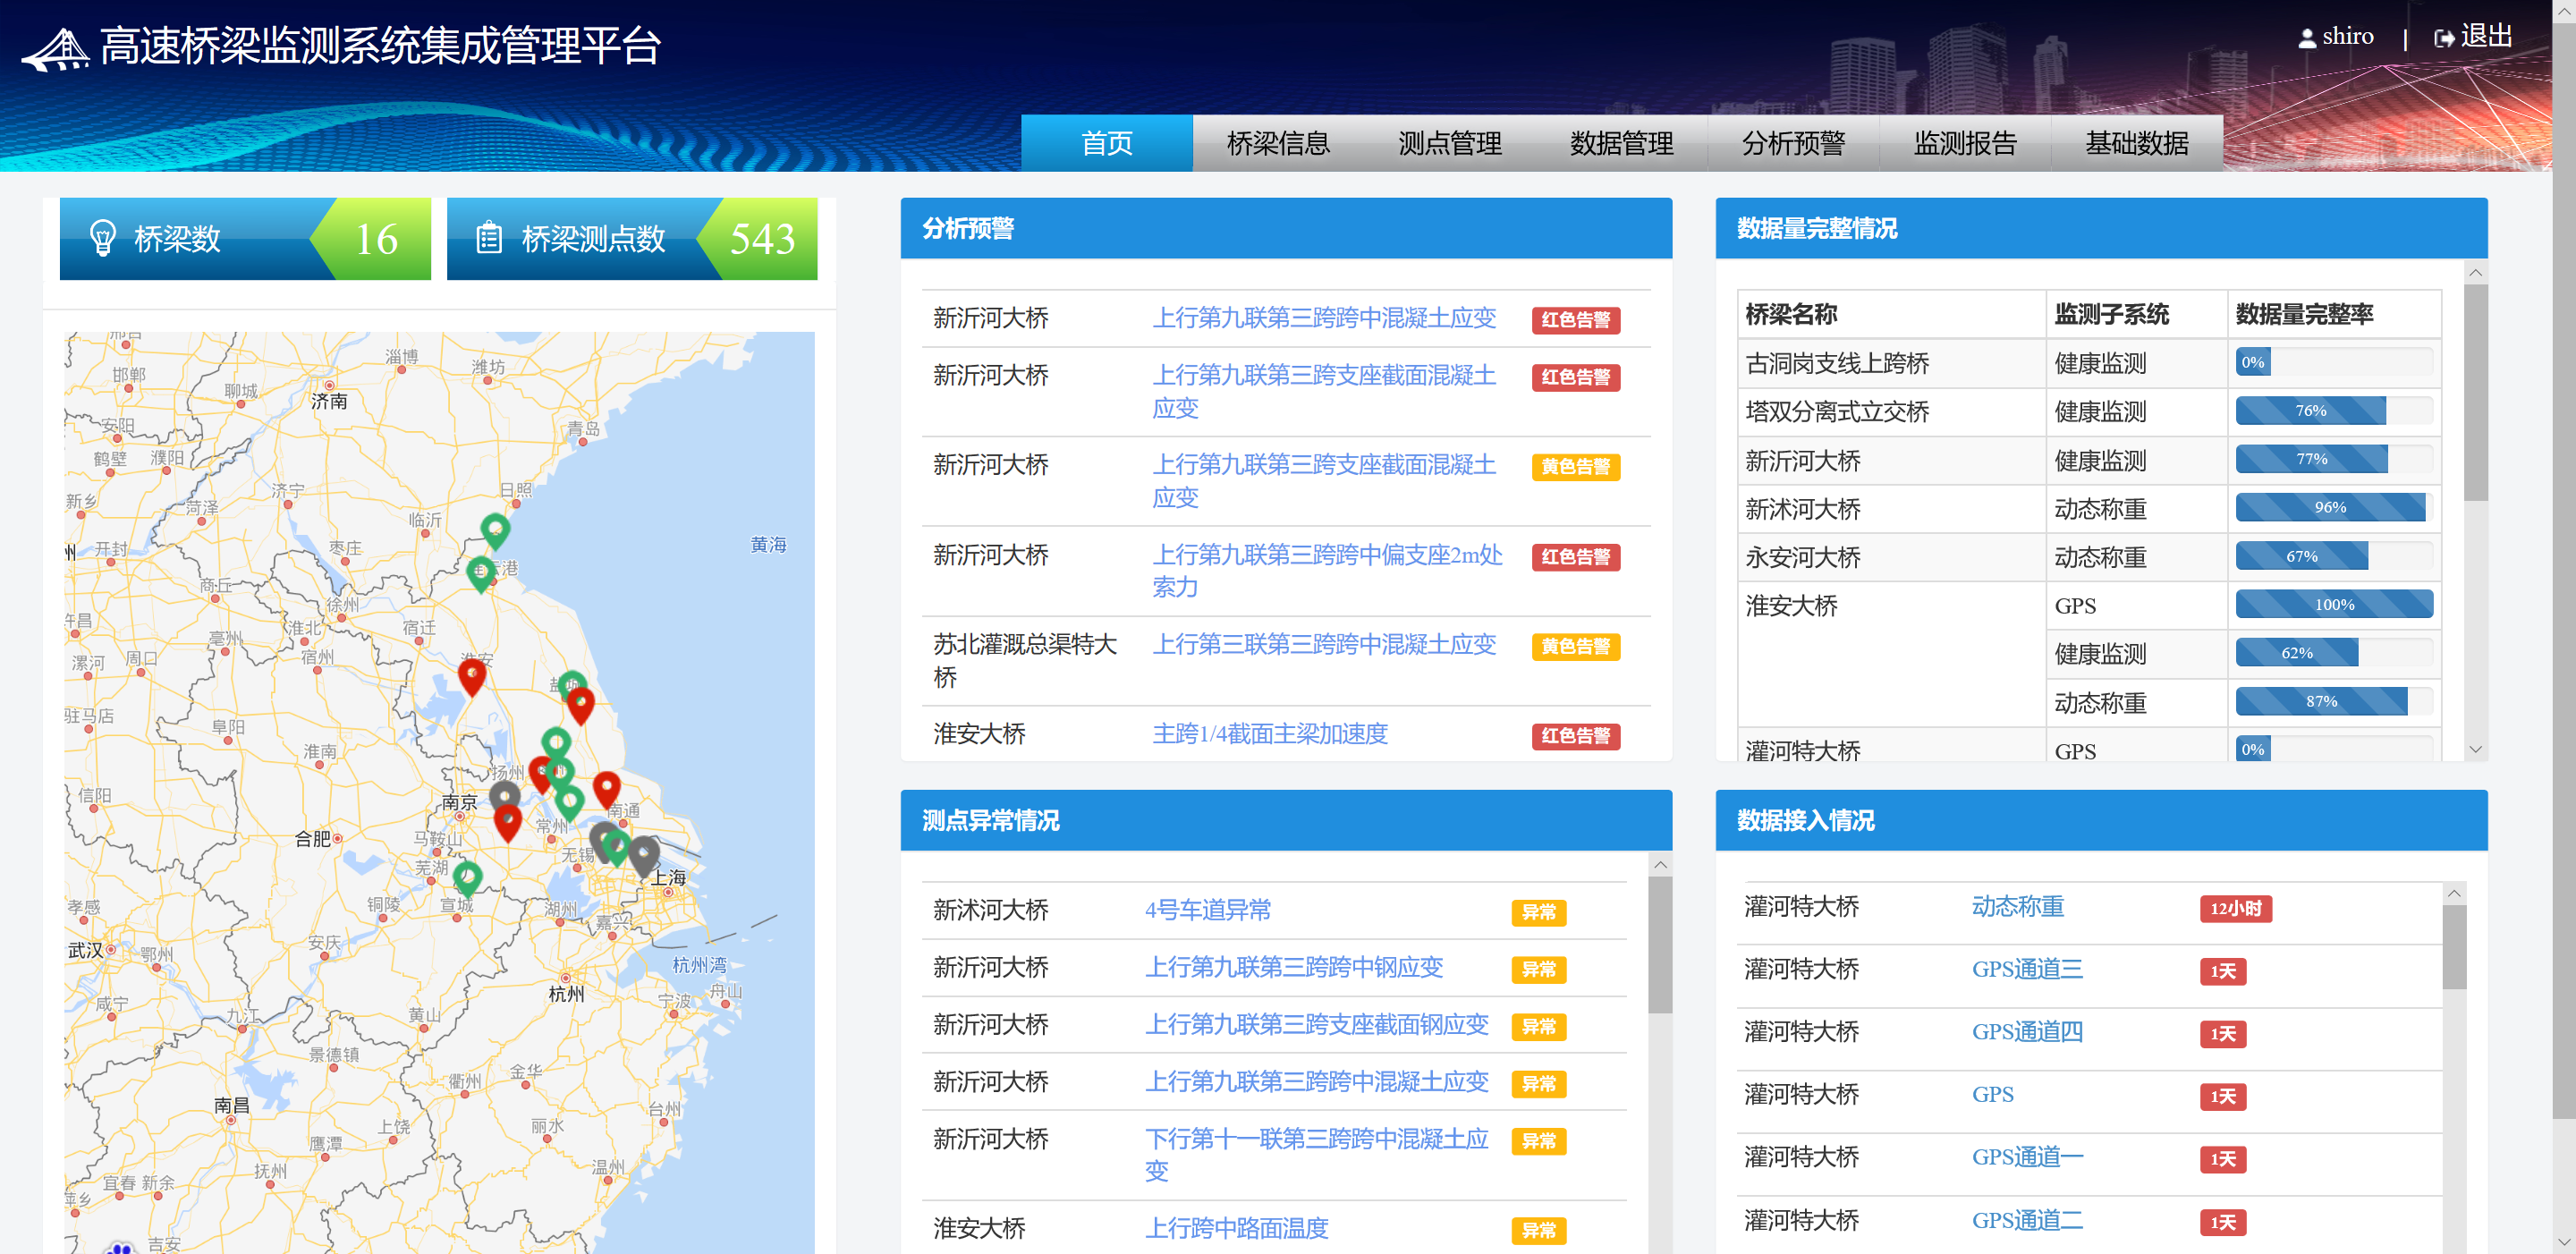 高速桥梁监测系统集成管理平台
shiro
|
退出
首页
桥梁信息
测点管理
数据管理
分析预警
监测报告
基础数据
桥梁数
16
桥梁测点数
543
淄博
潍坊
邯郸
聊城
济南
安阳
青岛
鹤壁
濮阳
新乡
菏泽
济宁
日照
临沂
开封
枣庄
黄海
商丘
徐州
许昌
亳州
淮北
宿迁
漯河
周口
宿州
淮安
驻马店
阜阳
淮南
信阳
扬州
南京
南通
合肥
马鞍山
常州
芜湖
无锡
上海
孝感
铜陵
宣城
湖州
嘉兴
武汉
鄂州
安庆
杭州湾
咸宁
九江
黄山
杭州
宁波
舟山
景德镇
衢州
金华
南昌
台州
鹰潭
上饶
丽水
抚州
温州
宜春
新余
萍乡
吉安
分析预警
新沂河大桥
上行第九联第三跨跨中混凝土应变
红色告警
新沂河大桥
上行第九联第三跨支座截面混凝土
应变
红色告警
新沂河大桥
上行第九联第三跨支座截面混凝土
应变
黄色告警
新沂河大桥
上行第九联第三跨跨中偏支座2m处
索力
红色告警
苏北灌溉总渠特大
桥
上行第三联第三跨跨中混凝土应变
黄色告警
淮安大桥
主跨1/4截面主梁加速度
红色告警
数据量完整情况
桥梁名称
监测子系统
数据量完整率
古洞岗支线上跨桥
健康监测
0%
塔双分离式立交桥
健康监测
76%
新沂河大桥
健康监测
77%
新沭河大桥
动态称重
96%
永安河大桥
动态称重
67%
淮安大桥
GPS
100%
健康监测
62%
动态称重
87%
灌河特大桥
GPS
0%
测点异常情况
新沭河大桥
4号车道异常
异常
新沂河大桥
上行第九联第三跨跨中钢应变
异常
新沂河大桥
上行第九联第三跨支座截面钢应变
异常
新沂河大桥
上行第九联第三跨跨中混凝土应变
异常
新沂河大桥
下行第十一联第三跨跨中混凝土应
变
异常
淮安大桥
上行跨中路面温度
异常
数据接入情况
灌河特大桥
动态称重
12小时
灌河特大桥
GPS通道三
1天
灌河特大桥
GPS通道四
1天
灌河特大桥
GPS
1天
灌河特大桥
GPS通道一
1天
灌河特大桥
GPS通道二
1天